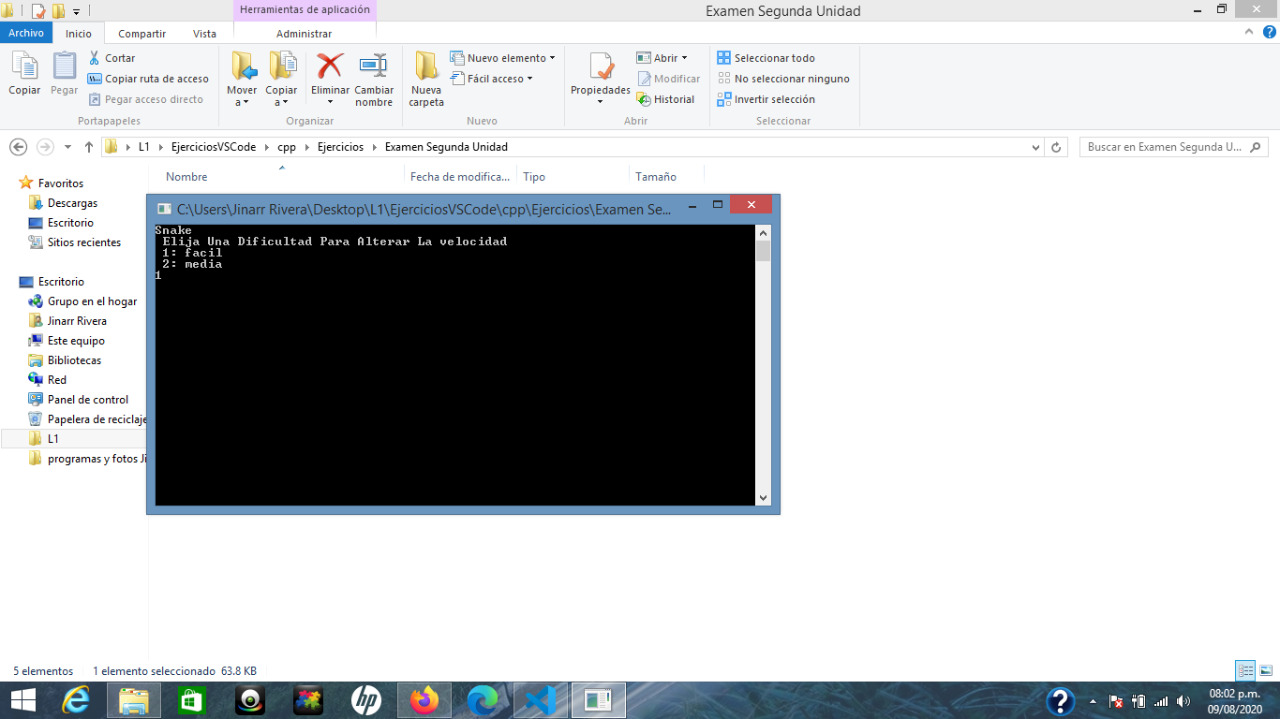 Herramientas de aplicación
Examen Segunda Unidad
Archivo
Inicio
Compartir
Vista
Administrar
Copiar
Pegar
Cortar
Copiar ruta de acceso
Pegar acceso directo
Portapapeles
Mover a
Copiar a
Eliminar
Cambiar nombre
Organizar
Nueva carpeta
Nuevo elemento
Fácil acceso
Nuevo
Propiedades
Abrir
Modificar
Historial
Abrir
Seleccionar todo
No seleccionar ninguno
Invertir selección
Seleccionar
L1
EjerciciosVSCode
cpp
Ejercicios
Examen Segunda Unidad
Buscar en Examen Segunda U...
Nombre
Fecha de modifica...
Tipo
Tamaño
Favoritos
Descargas
Escritorio
Sitios recientes
Escritorio
Grupo en el hogar
Jinarr Rivera
Este equipo
Bibliotecas
Red
Panel de control
Papelera de reciclaje
L1
programas y fotos Ji
C:\Users\Jinarr Rivera\Desktop\L1\EjerciciosVSCode\cpp\Ejercicios\Examen Se...
Snake
Elija Una Dificultad Para Alterar La velocidad
1: facil
2: media
1
5 elementos
1 elemento seleccionado 63.8 KB
hp
08:02 p.m.
09/08/2020